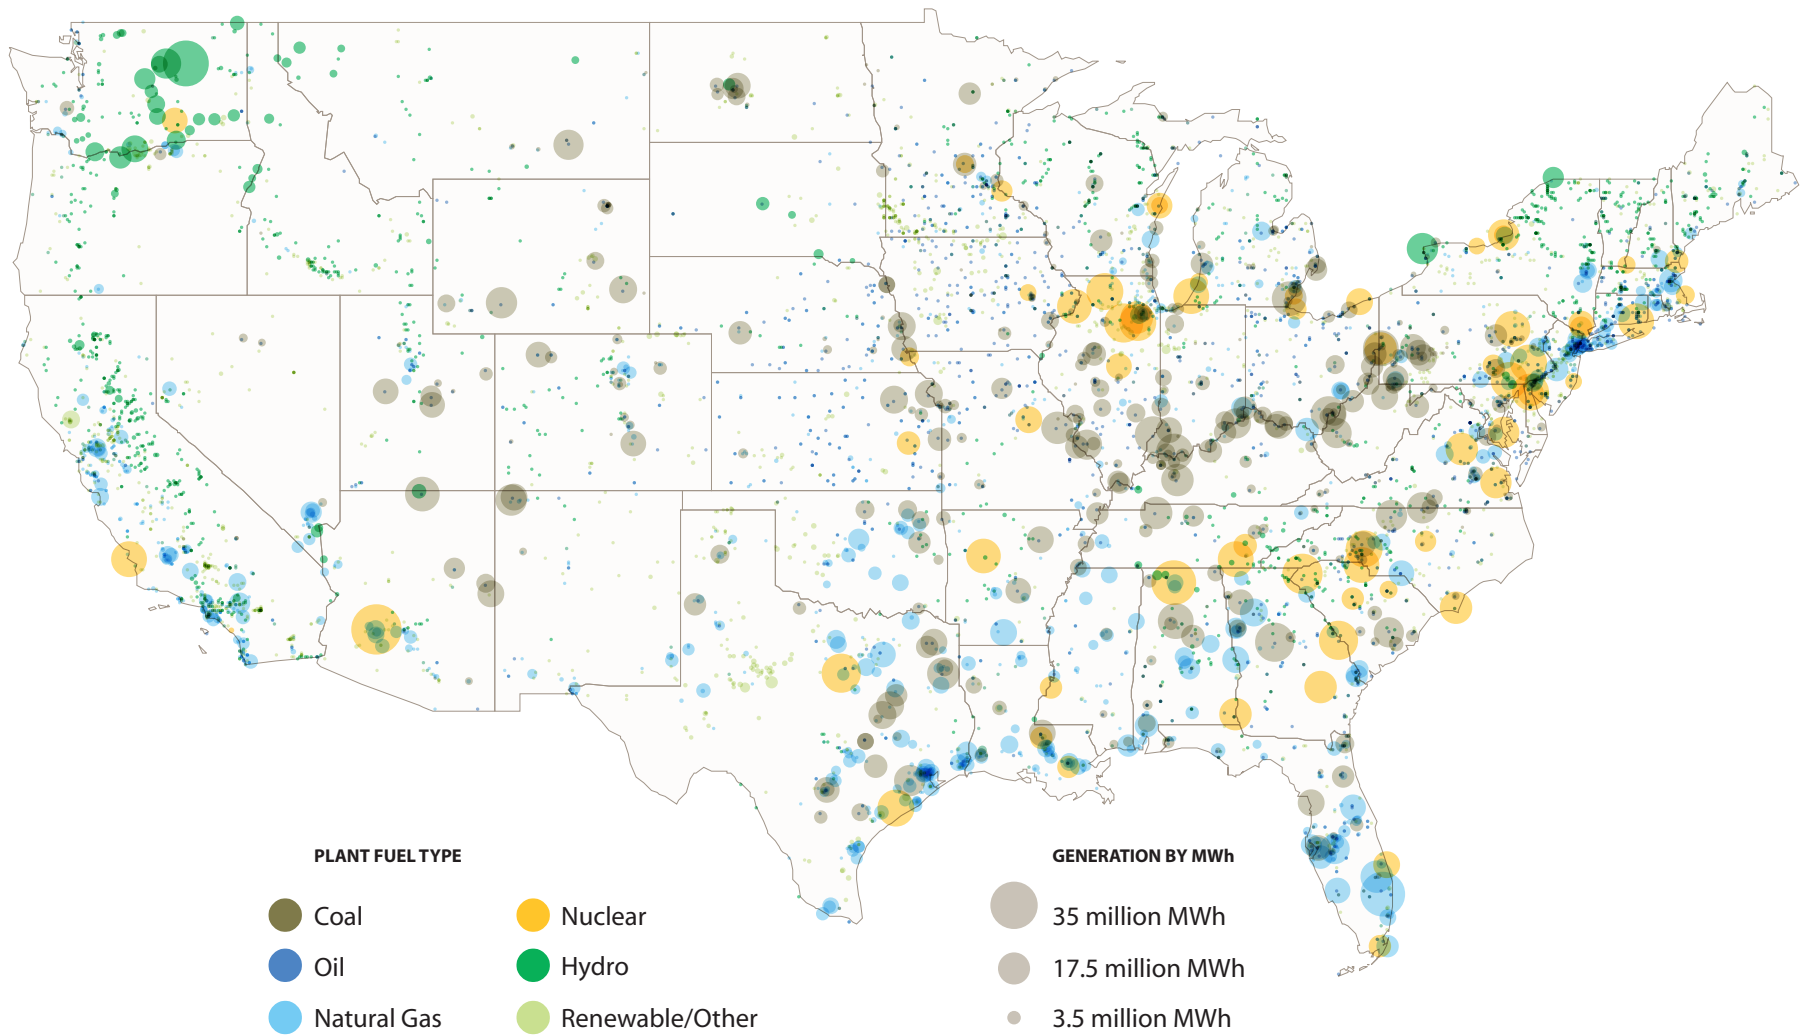 PLANT FUEL TYPE
Coal
Oil
Natural Gas
Nuclear
Hydro
Renewable/Other
GENERATION BY MWh
35 million MWh
17.5 million MWh
3.5 million MWh